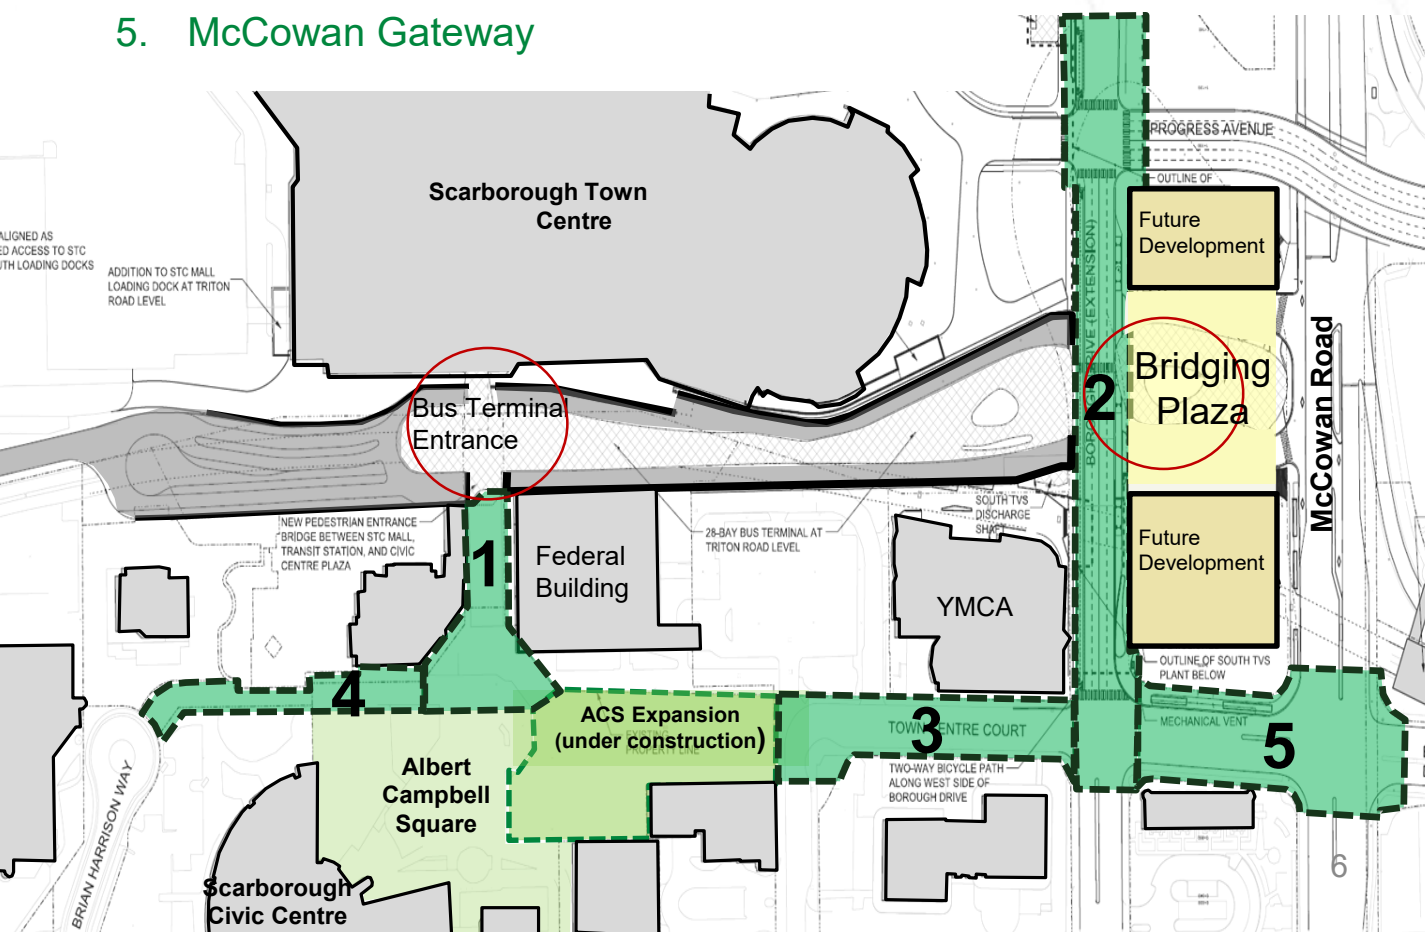 5. McCowan Gateway
PROGRESS AVENUE
OUTLINE OF
Scarborough Town
Centre
Future
Development
ALIGNED AS
ED ACCESS TO STC
UTH LOADING DOCKS
ADDITION TO STC MALL
LOADING DOCK AT TRITON
ROAD LEVEL
DRIVE (EXTENSION)
McCowan Road
Bridging
Plaza
2
Bus Terminal
Entrance
SOUTH TVS
DISCHARGE
SHAFT
NEW PEDESTRIAN ENTRANCE
BRIDGE BETWEEN STC MALL,
TRANSIT STATION, AND CIVIC
CENTRE PLAZA
28-BAY BUS TERMINAL AT
TRITON ROAD LEVEL
1
Federal
Building
Future
Development
YMCA
OUTLINE OF SOUTH TVS
PLANT BELOW
4
ACS Expansion
(under construction)
EXISTING
PROPERTY LINE
TOWN CENTRE COURT
3
MECHANICAL VENT
5
Albert
Campbell
Square
TWO-WAY BICYCLE PATH
ALONG WEST SIDE OF
BOROUGH DRIVE
BRIAN HARRISON WAY
Scarborough
Civic Centre
6